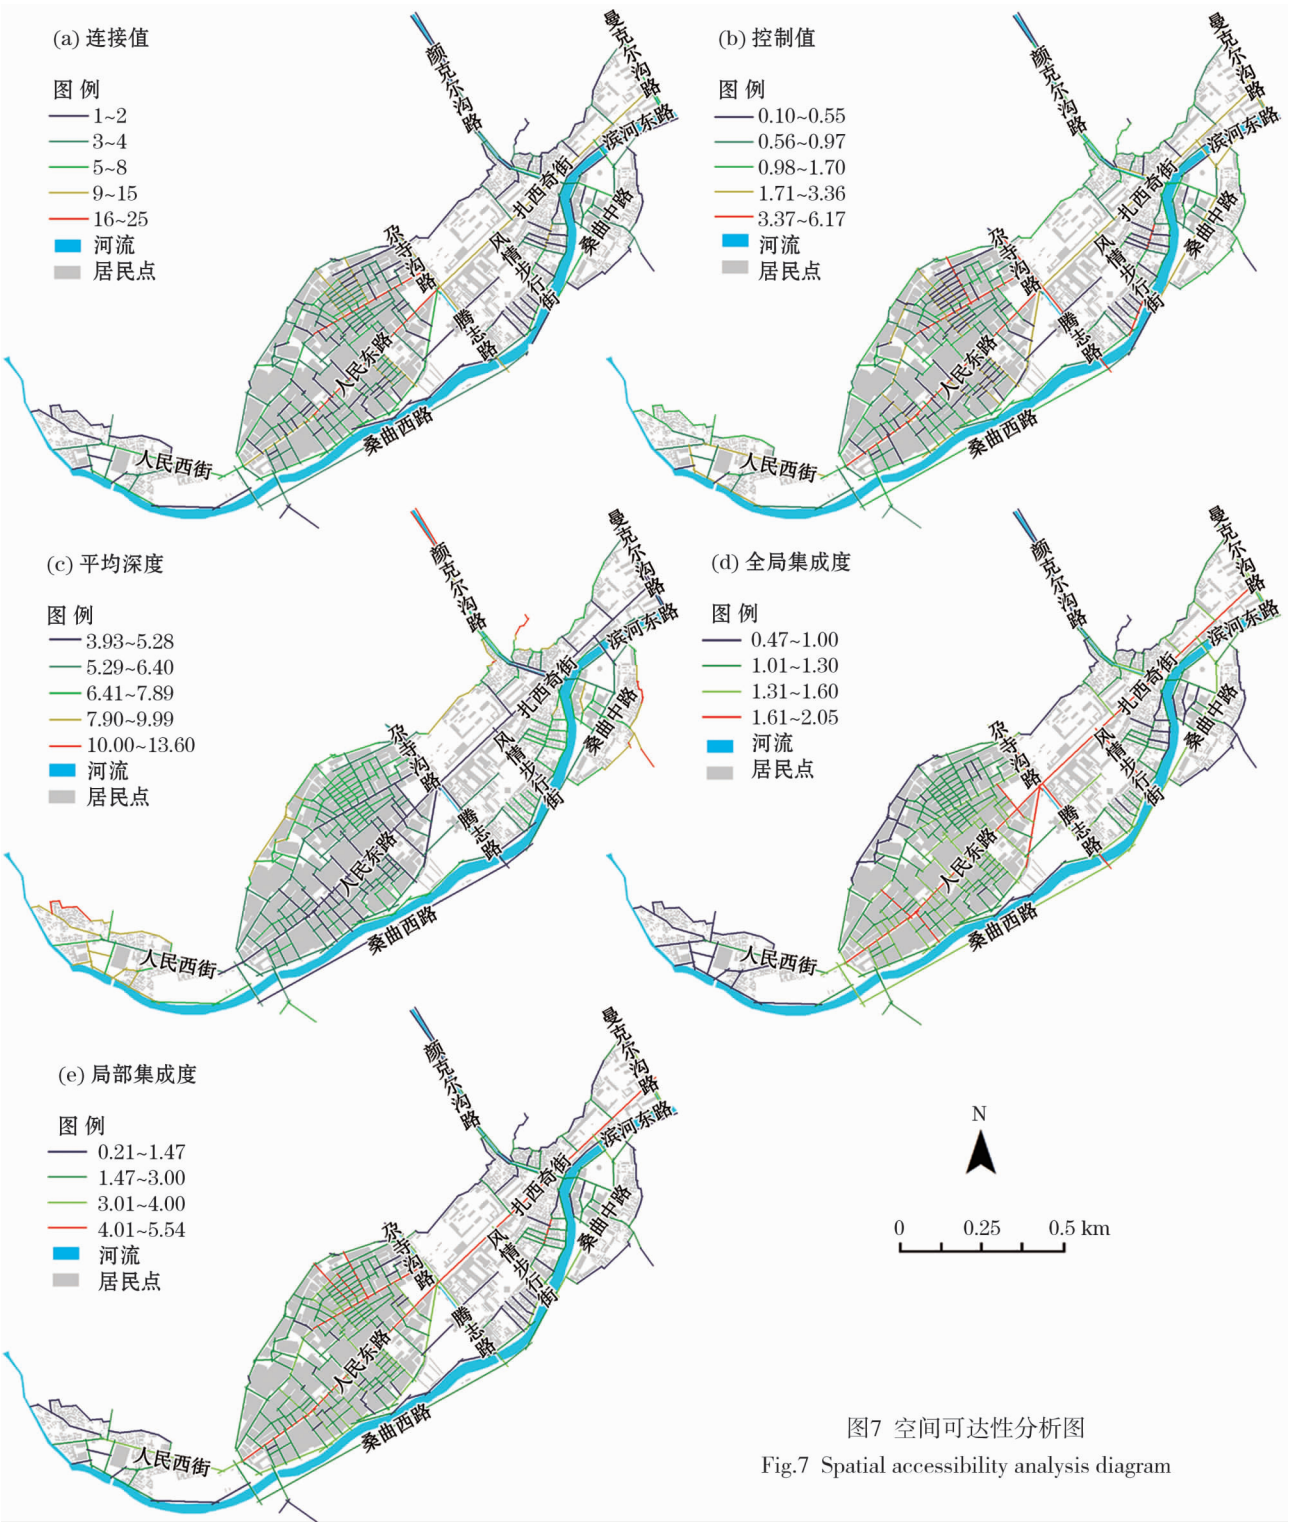 (a) 连接值
图 例
1~2
3~4
5~8
9~15
16~25
河流
居民点
颜克尔沟路
曼克尔沟路
滨河东路
扎西奇街
桑曲中路
风情步行街
尕寺沟路
腾志路
人民东路
桑曲西路
人民西街
(b) 控制值
图 例
0.10~0.55
0.56~0.97
0.98~1.70
1.71~3.36
3.37~6.17
河流
居民点
颜克尔沟路
曼克尔沟路
滨河东路
扎西奇街
桑曲中路
风情步行街
尕寺沟路
腾志路
人民东路
桑曲西路
人民西街
(c) 平均深度
图 例
3.93~5.28
5.29~6.40
6.41~7.89
7.90~9.99
10.00~13.60
河流
居民点
颜克尔沟路
曼克尔沟路
滨河东路
扎西奇街
桑曲中路
风情步行街
尕寺沟路
腾志路
人民东路
桑曲西路
人民西街
(d) 全局集成度
图 例
0.47~1.00
1.01~1.30
1.31~1.60
1.61~2.05
河流
居民点
颜克尔沟路
曼克尔沟路
滨河东路
扎西奇街
桑曲中路
风情步行街
尕寺沟路
腾志路
人民东路
桑曲西路
人民西街
(e) 局部集成度
图 例
0.21~1.47
1.47~3.00
3.01~4.00
4.01~5.54
河流
居民点
颜克尔沟路
曼克尔沟路
滨河东路
扎西奇街
桑曲中路
风情步行街
尕寺沟路
腾志路
人民东路
桑曲西路
人民西街
N
0 0.25 0.5 km
图7 空间可达性分析图
Fig.7 Spatial accessibility analysis diagram